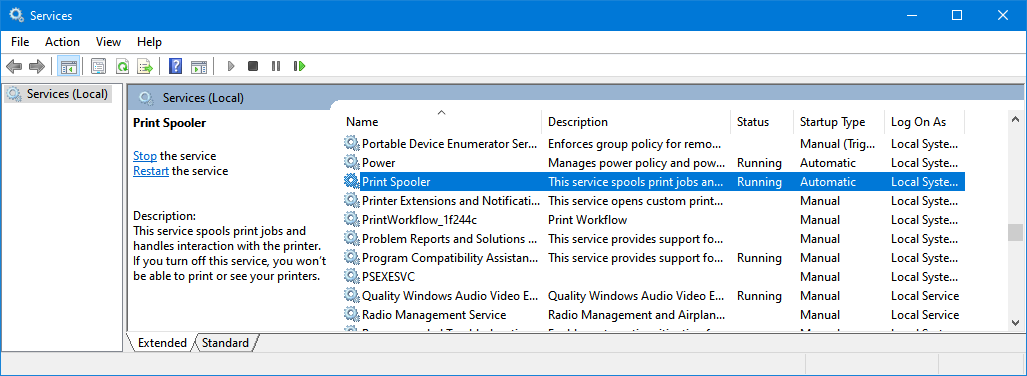 Services
File Action View Help
Services (Local)
Services (Local)
Print Spooler
Stop the service
Restart the service
Description:
This service spools print jobs and
handles interaction with the printer.
If you turn off this service, you won't
be able to print or see your printers.
Name Description Status Startup Type Log On As
Portable Device Enumerator Ser... Enforces group policy for remo... Manual (Trig... Local Syste...
Power Manages power policy and pow... Running Automatic Local Syste...
Print Spooler This service spools print jobs an... Running Automatic Local Syste...
Printer Extensions and Notificati... This service opens custom print... Manual Local Syste...
PrintWorkflow_1f244c Print Workflow Manual Local Syste...
Problem Reports and Solutions ... This service provides support fo... Manual Local Syste...
Program Compatibility Assistan... This service provides support fo... Running Manual Local Syste...
PSEXESVC Manual Local Syste...
Quality Windows Audio Video E... Quality Windows Audio Video E... Running Manual Local Service
Radio Management Service Radio Management and Airplan... Manual Local Service
Extended Standard